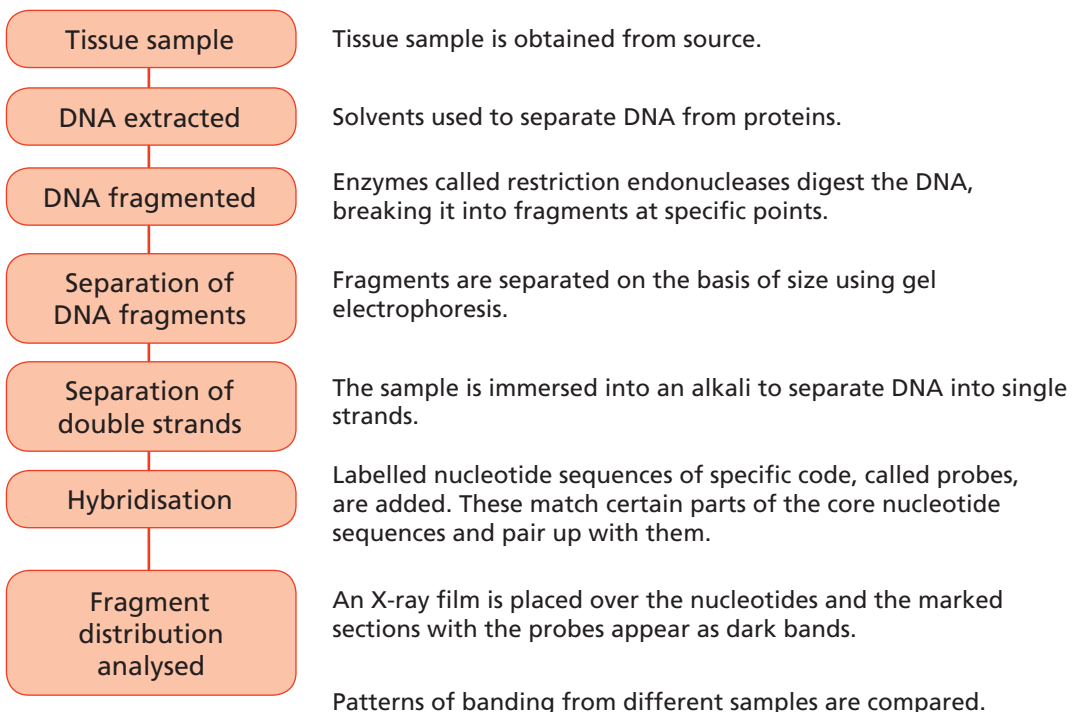 Tissue sample
Tissue sample is obtained from source.
DNA extracted
Solvents used to separate DNA from proteins.
DNA fragmented
Enzymes called restriction endonucleases digest the DNA,
breaking it into fragments at specific points.
Separation of
DNA fragments
Fragments are separated on the basis of size using gel
electrophoresis.
Separation of
double strands
The sample is immersed into an alkali to separate DNA into single
strands.
Hybridisation
Labelled nucleotide sequences of specific code, called probes,
are added. These match certain parts of the core nucleotide
sequences and pair up with them.
Fragment
distribution
analysed
An X-ray film is placed over the nucleotides and the marked
sections with the probes appear as dark bands.
Patterns of banding from different samples are compared.